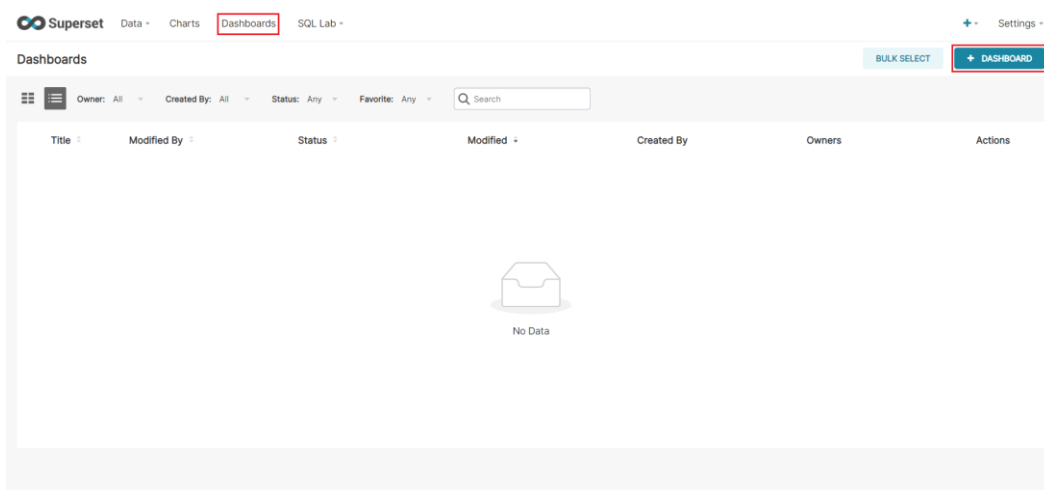 Superset Data Charts Dashboards SQL Lab + Settings
Dashboards BULK SELECT + DASHBOARD
Owner: All Created By: All Status: Any Favorite: Any Search
Title Modified By Status Modified Created By Owners Actions
No Data